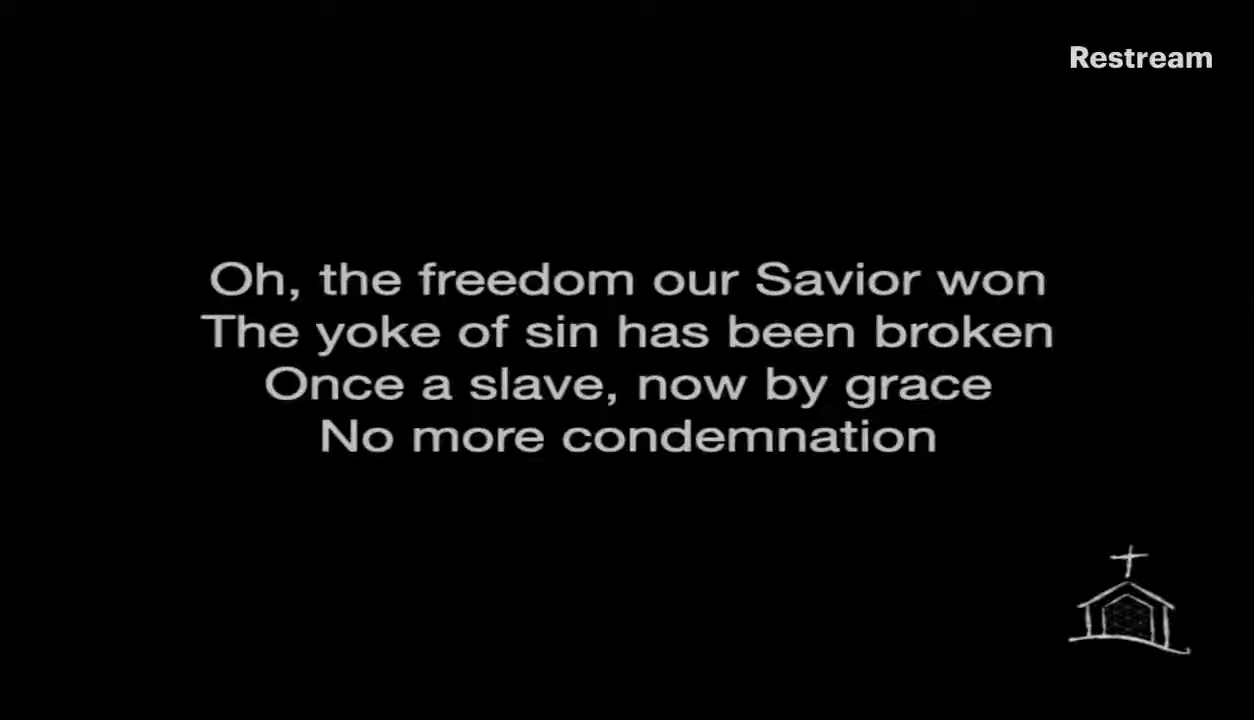 Restream
Oh, the freedom our Savior won
The yoke of sin has been broken
Once a slave, now by grace
No more condemnation